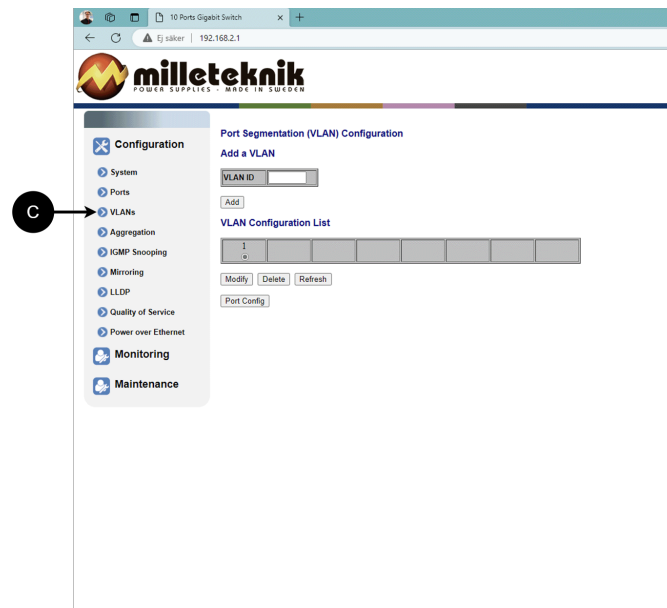 10 Ports Gigabit Switch
Ej säker 192.168.2.1
milleteknik
POWER SUPPLIES - MADE IN SWEDEN
Configuration
System
Ports
C
VLANs
Aggregation
IGMP Snooping
Mirroring
LLDP
Quality of Service
Power over Ethernet
Monitoring
Maintenance
Port Segmentation (VLAN) Configuration
Add a VLAN
VLAN ID
Add
VLAN Configuration List
1
Modify Delete Refresh
Port Config